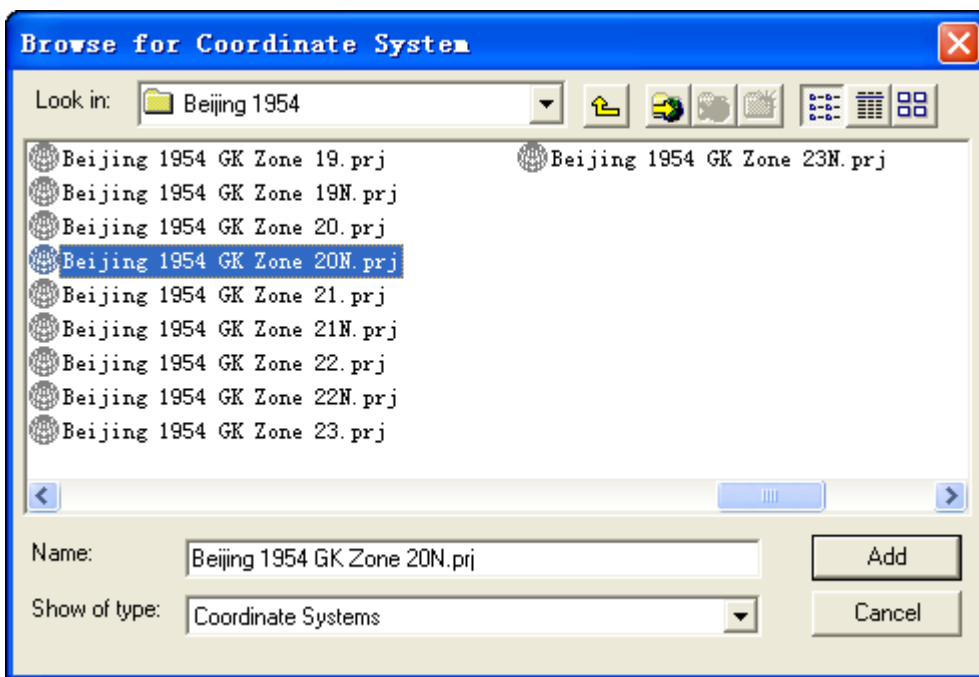 Browse for Coordinate System
Look in: Beijing 1954
Beijing 1954 GK Zone 19.prj
Beijing 1954 GK Zone 19N.prj
Beijing 1954 GK Zone 20.prj
Beijing 1954 GK Zone 20N.prj
Beijing 1954 GK Zone 21.prj
Beijing 1954 GK Zone 21N.prj
Beijing 1954 GK Zone 22.prj
Beijing 1954 GK Zone 22N.prj
Beijing 1954 GK Zone 23.prj
Beijing 1954 GK Zone 23N.prj
Name: Beijing 1954 GK Zone 20N.prj
Add
Show of type: Coordinate Systems
Cancel